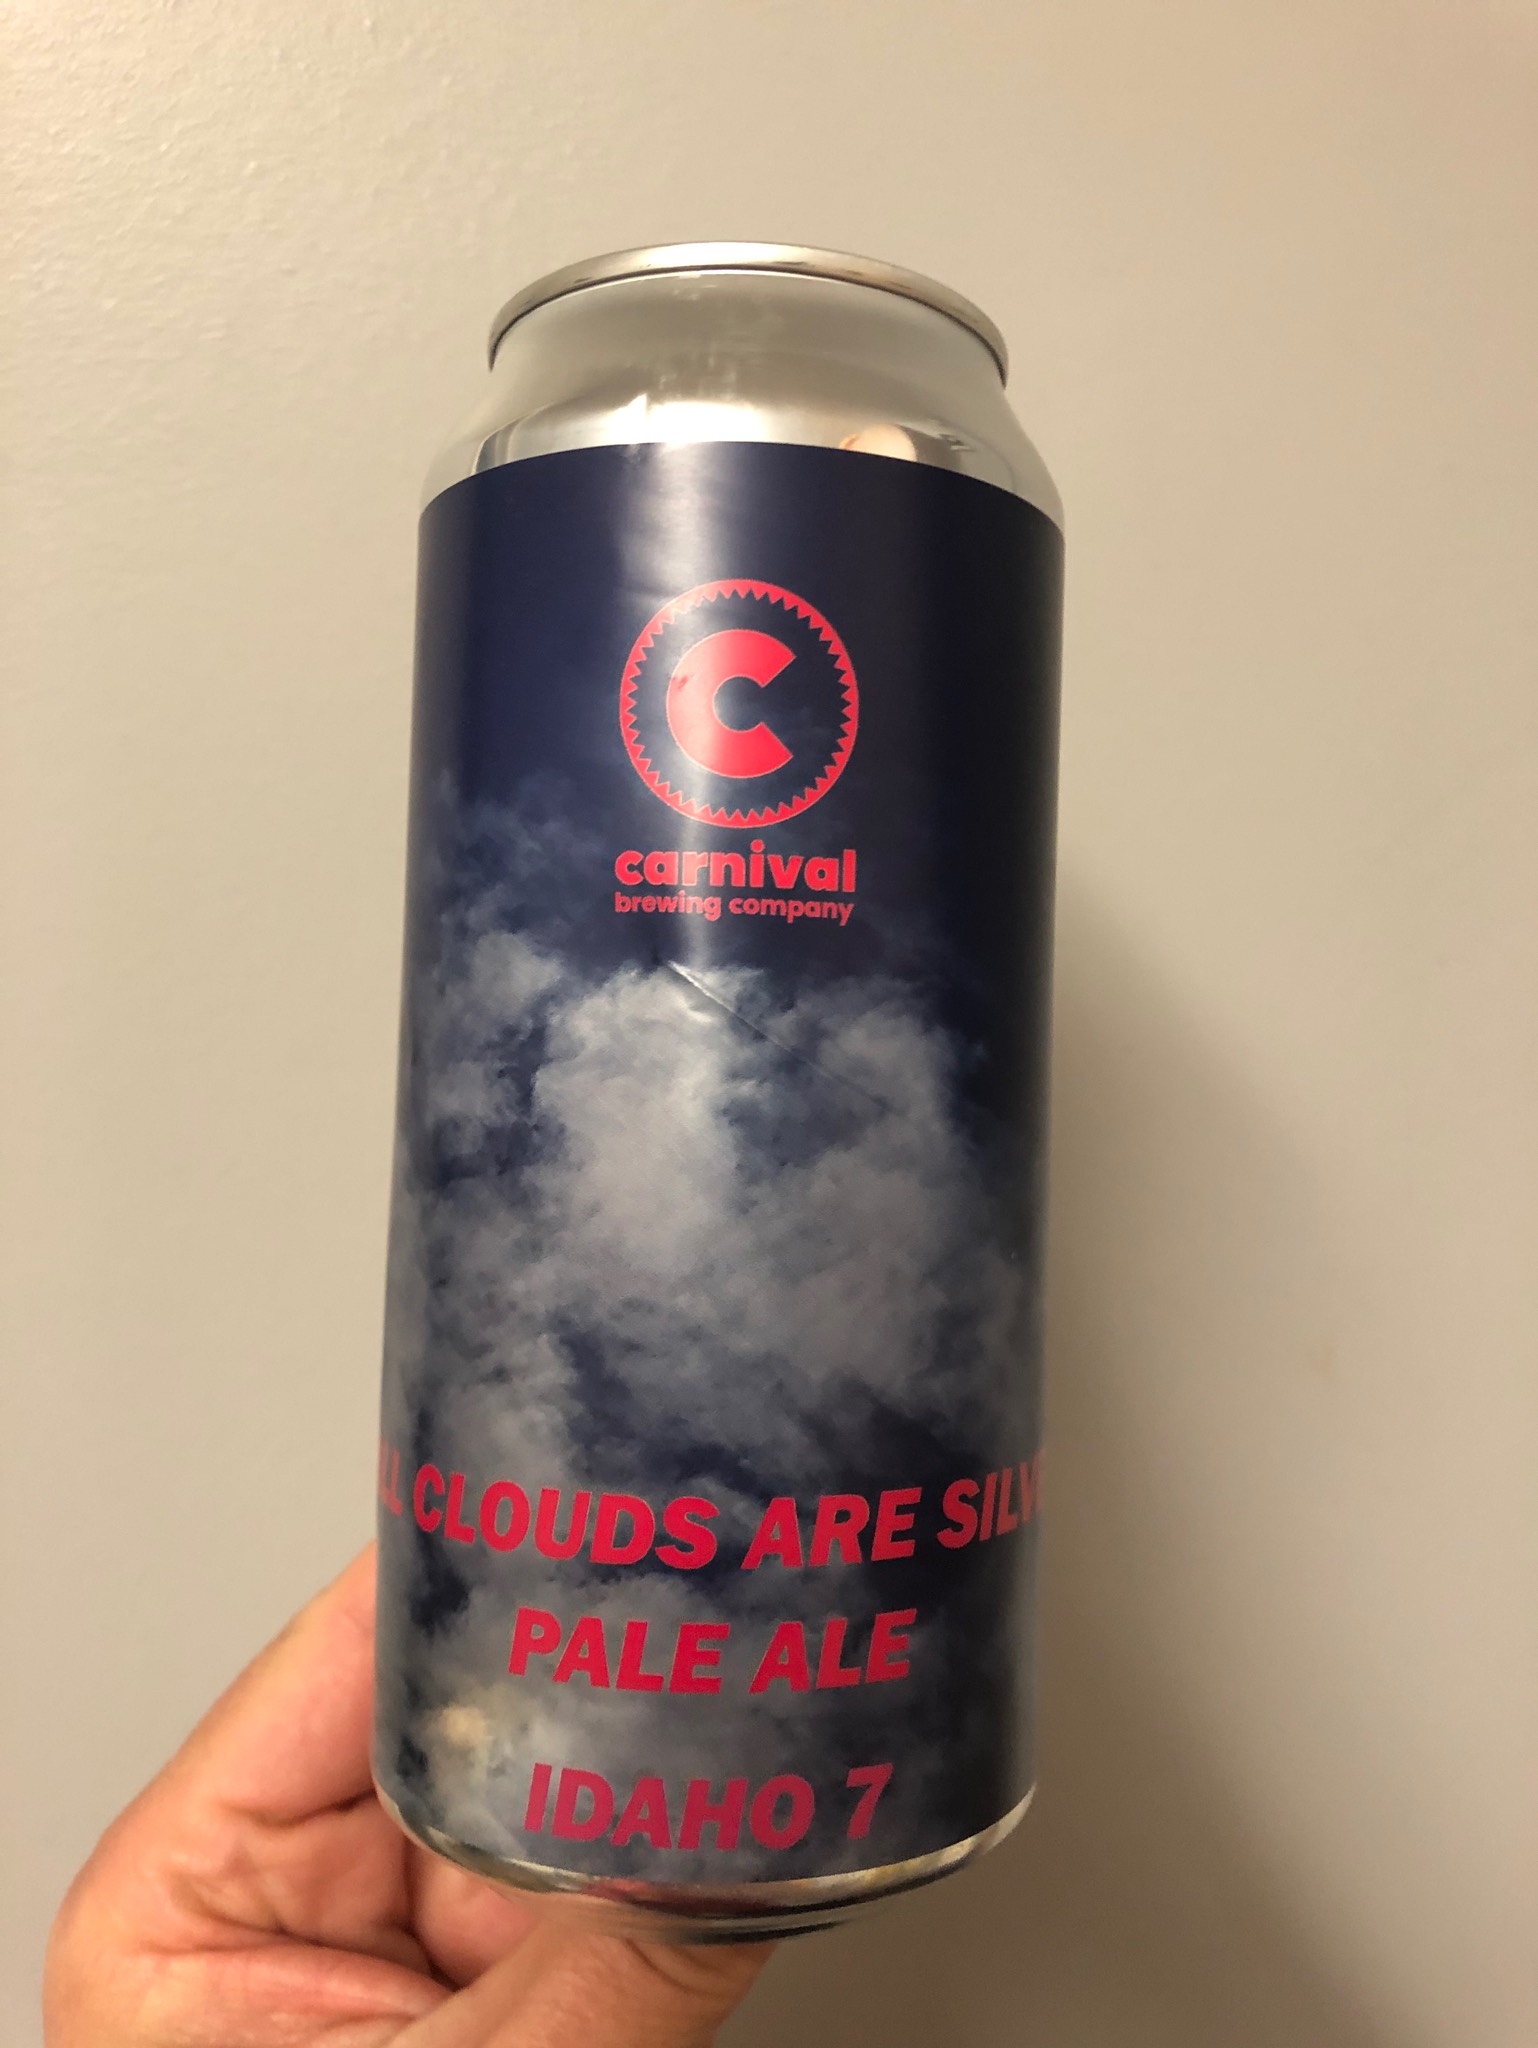 C
carnival
brewing company
CLOUDS ARE
PALE ALE
IDAHO 7